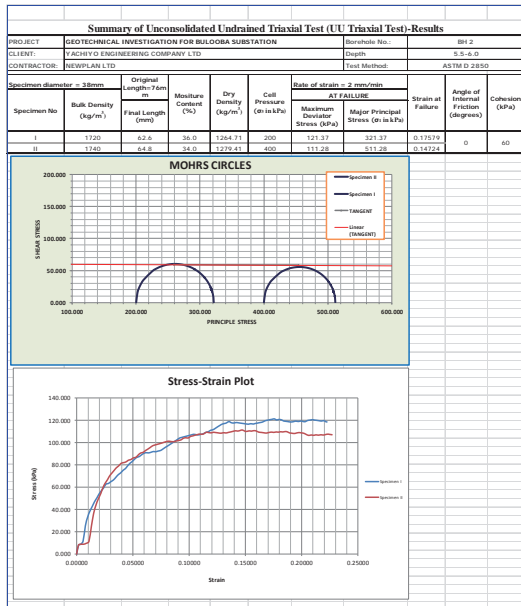 Summary of Unconsolidated Undrained Triaxial Test (UU Triaxial Test)-Results
PROJECT GEOTECHNICAL INVESTIGATION FOR BULOOBA SUBSTATION Borehole No.: BH 2
CLIENT: YACHIYO ENGINEERING COMPANY LTD Depth 5.5-6.0
CONTRACTOR: NEWPLAN LTD Test Method: ASTM D 2850
Specimen diameter = 38mm Original Length=76mm Mositure Content (%) Dry Density (kg/m³) Cell Pressure (σ₃ in kPa) Rate of strain = 2 mm/min Strain at Failure Angle of Internal Friction (degrees) Cohesion (kPa)
AT FAILURE
Specimen No Bulk Density (kg/m³) Final Length (mm) Maximum Deviator Stress (kPa) Major Principal Stress (σ₁ in kPa)
I 1720 62.6 36.0 1264.71 200 121.37 321.37 0.17579 0 60
II 1740 64.8 34.0 1279.41 400 111.28 511.28 0.14724
MOHRS CIRCLES
SHEAR STRESS
200.000
150.000
100.000
50.000
0.000
100.000 200.000 300.000 400.000 500.000 600.000
PRINCIPLE STRESS
Specimen II
Specimen I
TANGENT
Linear (TANGENT)
Stress-Strain Plot
Stress (kPa)
140.000
120.000
100.000
80.000
60.000
40.000
20.000
0.000
0.00000 0.05000 0.10000 0.15000 0.20000 0.25000
Strain
Specimen I
Specimen II